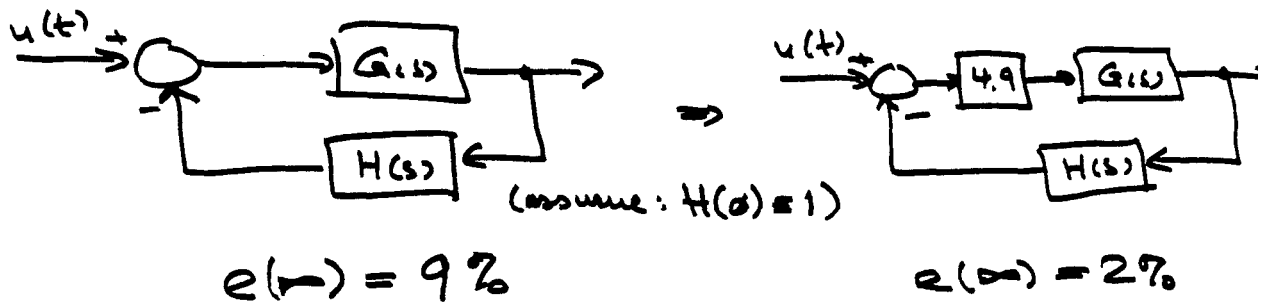 u(t) + G(s) ⇒ u(t) + 4.9 G(s)
− H(s) − H(s)
(assume: H(0) = 1)
e(∞) = 9% e(∞) = 2%